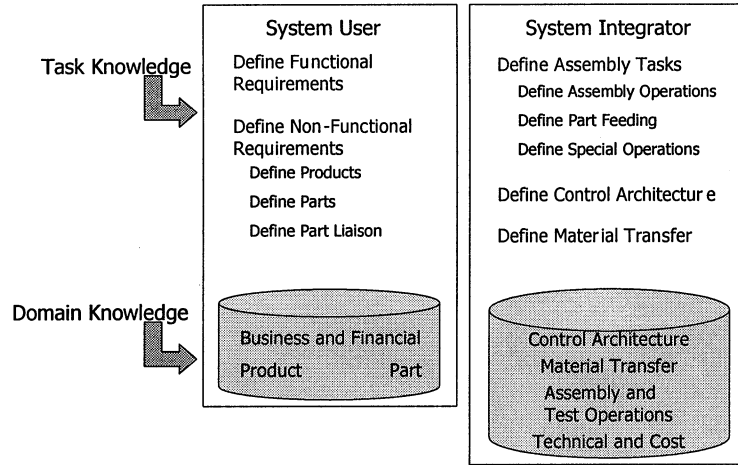 Task Knowledge
System User
Define Functional
Requirements
Define Non-Functional
Requirements
Define Products
Define Parts
Define Part Liaison
System Integrator
Define Assembly Tasks
Define Assembly Operations
Define Part Feeding
Define Special Operations
Define Control Architecture
Define Material Transfer
Domain Knowledge
Business and Financial
Product Part
Control Architecture
Material Transfer
Assembly and
Test Operations
Technical and Cost